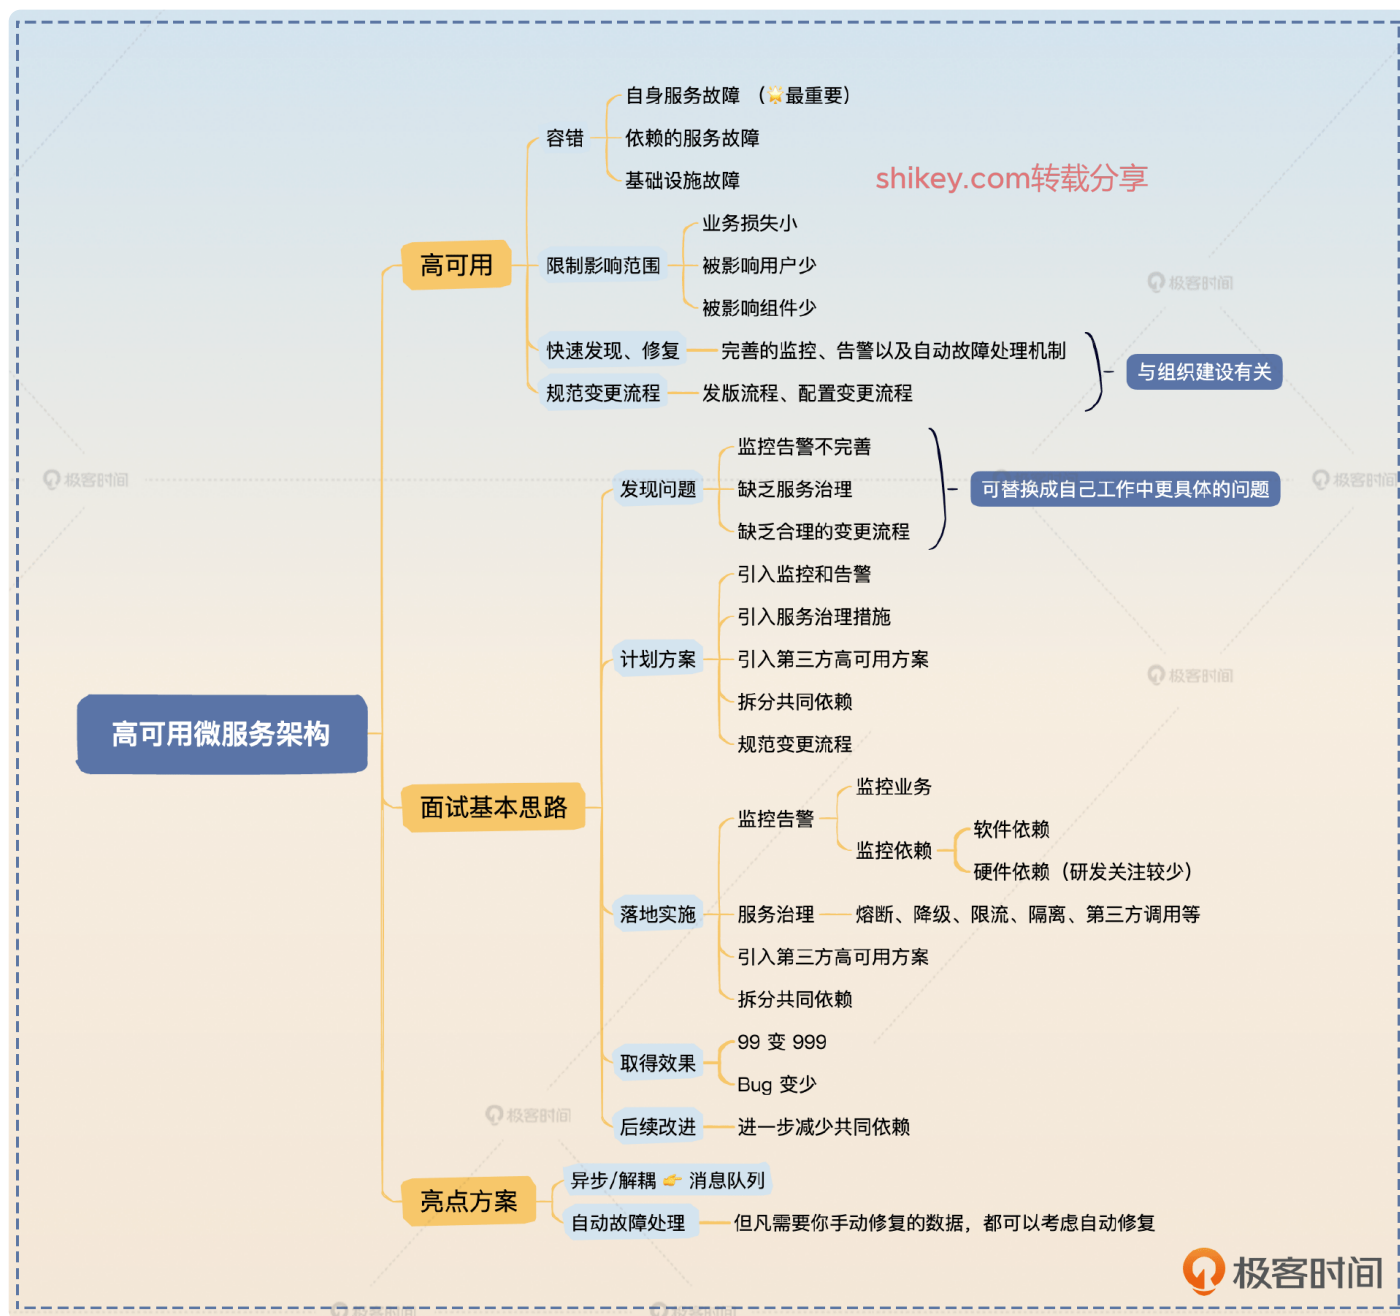 自身服务故障 （🌟最重要）
容错
依赖的服务故障
基础设施故障
shikey.com转载分享
业务损失小
高可用
限制影响范围
被影响用户少
被影响组件少
极客时间
快速发现、修复
完善的监控、告警以及自动故障处理机制
与组织建设有关
规范变更流程
发版流程、配置变更流程
监控告警不完善
极客时间
发现问题
缺乏服务治理
可替换成自己工作中更具体的问题
极客时间
缺乏合理的变更流程
引入监控和告警
引入服务治理措施
计划方案
引入第三方高可用方案
极客时间
拆分共同依赖
高可用微服务架构
规范变更流程
监控业务
面试基本思路
监控告警
软件依赖
监控依赖
硬件依赖（研发关注较少）
落地实施
服务治理
熔断、降级、限流、隔离、第三方调用等
引入第三方高可用方案
拆分共同依赖
99 变 999
取得效果
Bug 变少
极客时间
后续改进
进一步减少共同依赖
异步/解耦 👉 消息队列
亮点方案
自动故障处理
但凡需要你手动修复的数据，都可以考虑自动修复
极客时间
极客时间
极客时间